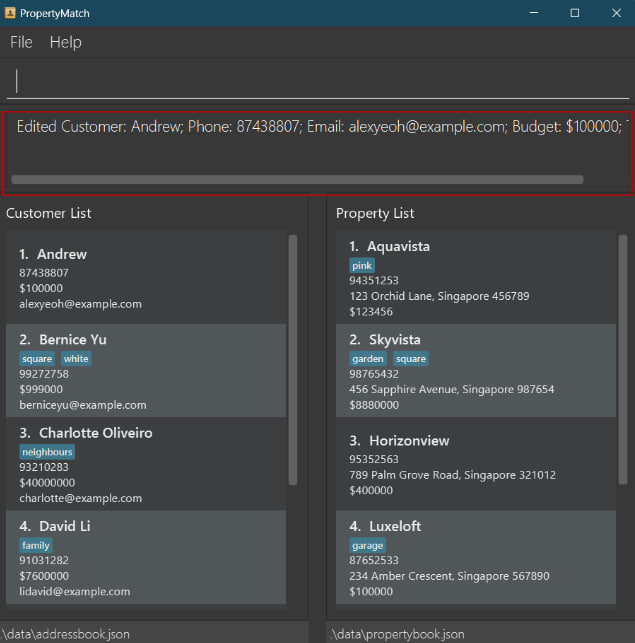 PropertyMatch
File Help
Edited Customer: Andrew; Phone: 87438807; Email: alexyeoh@example.com; Budget: $100000;
Customer List
1. Andrew
87438807
$100000
alexyeoh@example.com
2. Bernice Yu
square white
99272758
$999000
berniceyu@example.com
3. Charlotte Oliveiro
neighbours
93210283
$40000000
charlotte@example.com
4. David Li
family
91031282
$7600000
lidavid@example.com
.\data\addressbook.json
Property List
1. Aquavista
pink
94351253
123 Orchid Lane, Singapore 456789
$123456
2. Skyvista
garden square
98765432
456 Sapphire Avenue, Singapore 987654
$8880000
3. Horizonview
95352563
789 Palm Grove Road, Singapore 321012
$400000
4. Luxeloft
garage
87652533
234 Amber Crescent, Singapore 567890
$100000
.\data\propertybook.json